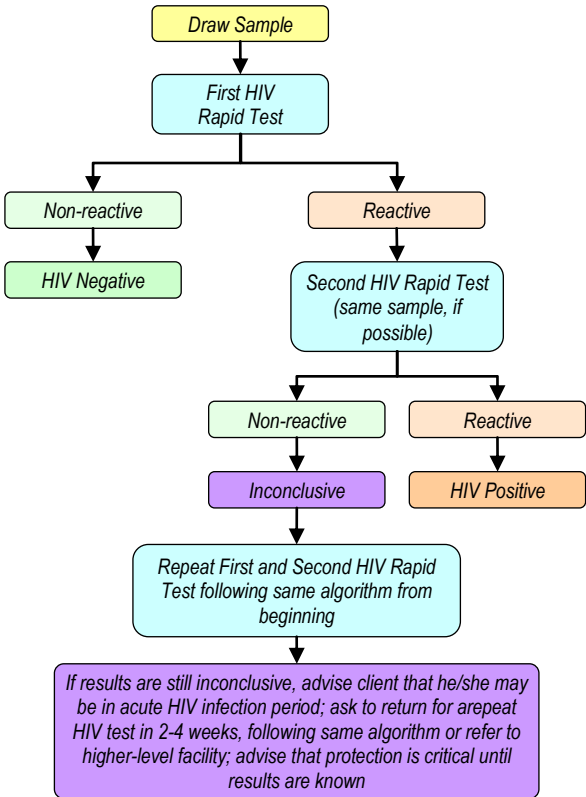 Draw Sample
First HIV
Rapid Test
Non-reactive
Reactive
HIV Negative
Second HIV Rapid Test
(same sample, if
possible)
Non-reactive
Reactive
Inconclusive
HIV Positive
Repeat First and Second HIV Rapid
Test following same algorithm from
beginning
If results are still inconclusive, advise client that he/she may
be in acute HIV infection period; ask to return for arepeat
HIV test in 2-4 weeks, following same algorithm or refer to
higher-level facility; advise that protection is critical until
results are known